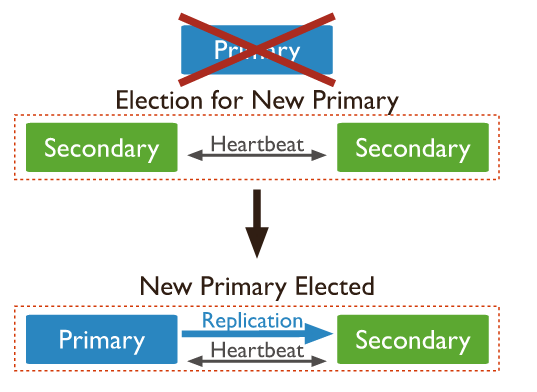 Primary
Election for New Primary
Secondary
Heartbeat
Secondary
New Primary Elected
Primary
Replication
Heartbeat
Secondary